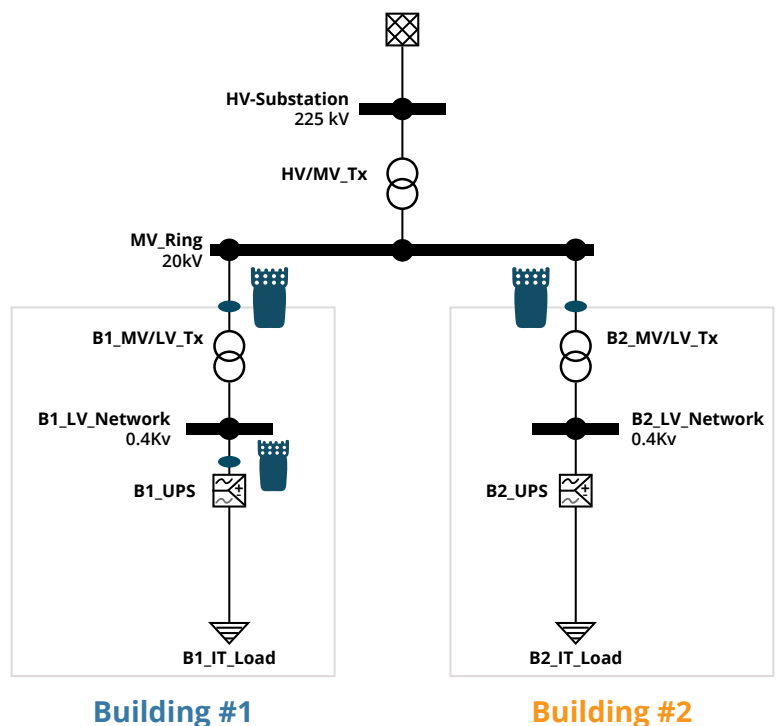 HV-Substation
225 kV
HV/MV_Tx
MV_Ring
20kV
B1_MV/LV_Tx
B2_MV/LV_Tx
B1_LV_Network
0.4Kv
B2_LV_Network
0.4Kv
B1_UPS
B2_UPS
B1_IT_Load
B2_IT_Load
Building #1
Building #2